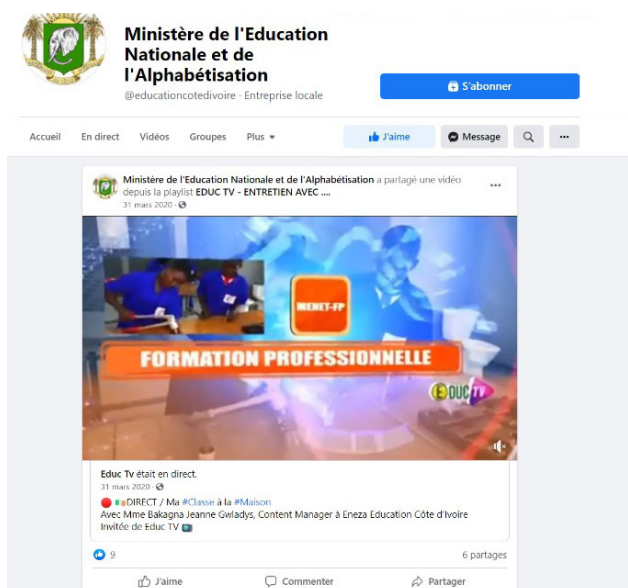 Ministère de l'Education
Nationale et de
l'Alphabétisation
@educationcotedivoire · Entreprise locale
S'abonner
Accueil En direct Vidéos Groupes Plus
J'aime Message
Ministère de l'Education Nationale et de l'Alphabétisation a partagé une vidéo
depuis la playlist EDUC TV - ENTRETIEN AVEC ....
31 mars 2020 ·
MENET-FP
FORMATION PROFESSIONNELLE
EDUC TV
Educ Tv était en direct.
31 mars 2020 ·
DIRECT / Ma #Classe à la #Maison
Avec Mme Bakagna Jeanne Gwladys, Content Manager à Eneza Education Côte d'Ivoire
Invitée de Educ TV
9 6 partages
J'aime Commenter Partager